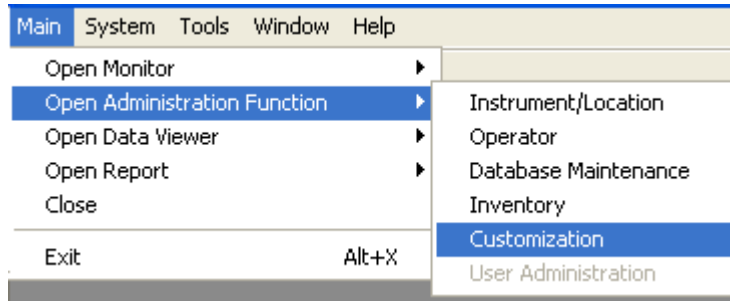 Main System Tools Window Help
Open Monitor
Open Administration Function
Open Data Viewer
Open Report
Close
Exit Alt+X
Instrument/Location
Operator
Database Maintenance
Inventory
Customization
User Administration